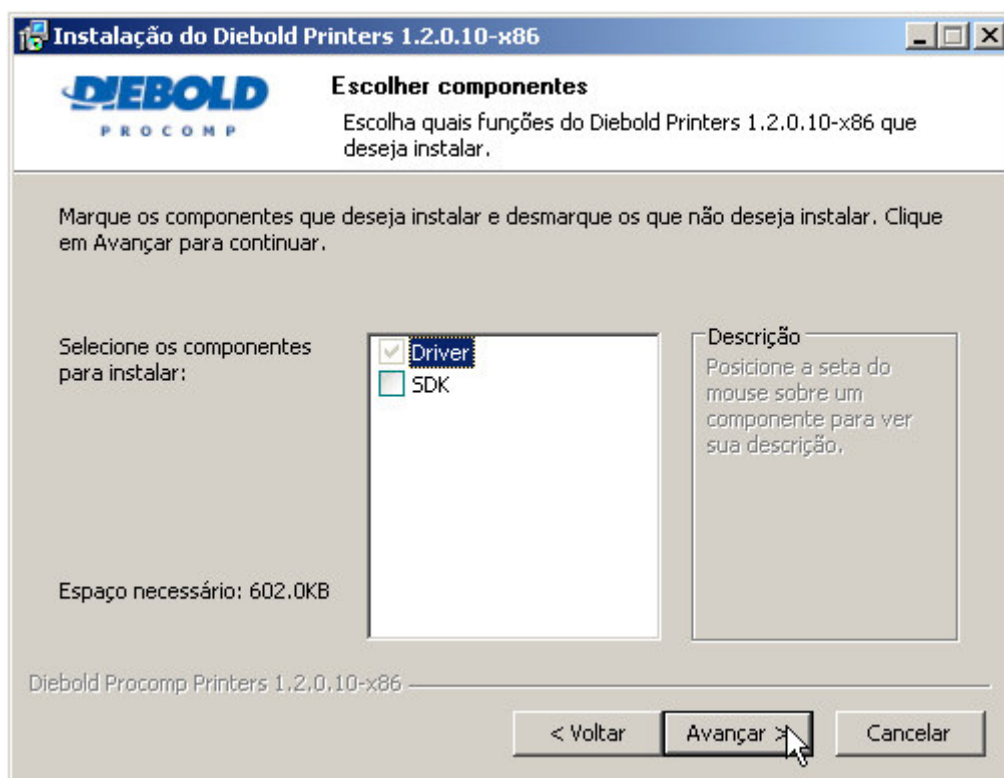 Instalação do Diebold Printers 1.2.0.10-x86
DIEBOLD
PROCOMP
Escolher componentes
Escolha quais funções do Diebold Printers 1.2.0.10-x86 que
deseja instalar.
Marque os componentes que deseja instalar e desmarque os que não deseja instalar. Clique
em Avançar para continuar.
Selecione os componentes
para instalar:
Driver
SDK
Descrição
Posicione a seta do
mouse sobre um
componente para ver
sua descrição.
Espaço necessário: 602.0KB
Diebold Procomp Printers 1.2.0.10-x86
< Voltar
Avançar >
Cancelar